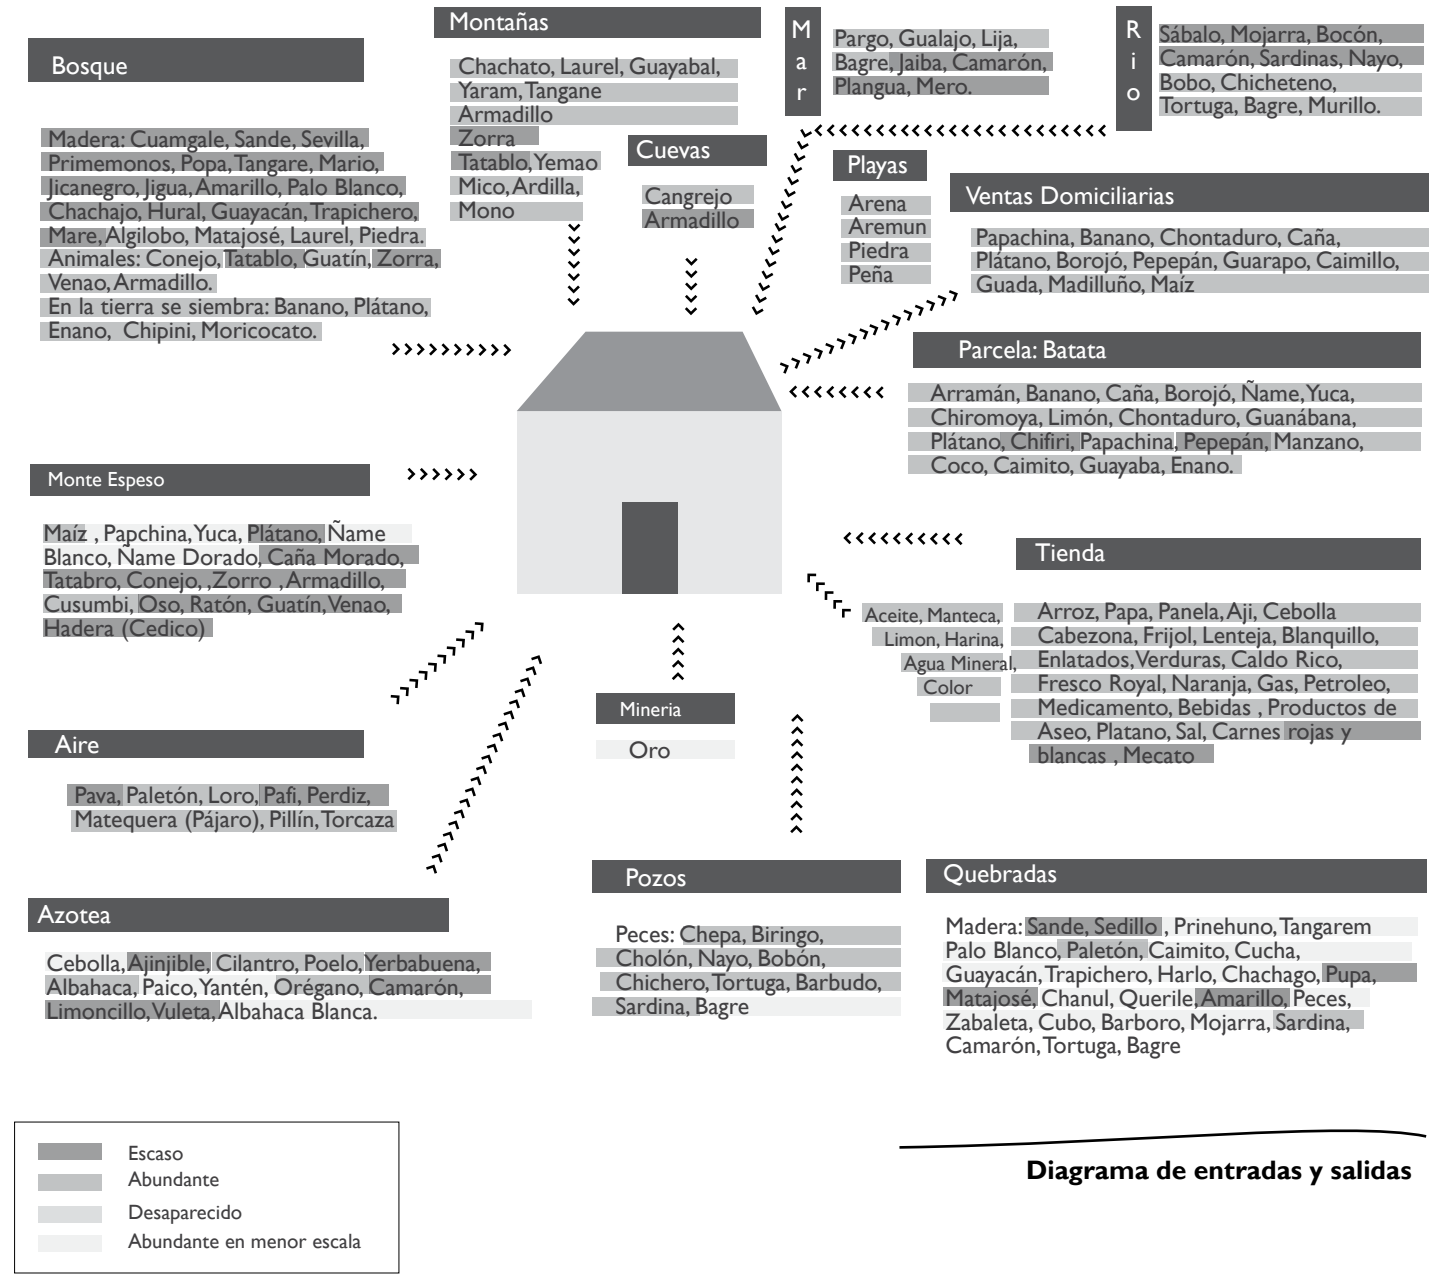 Montañas
Chachato, Laurel, Guayabal,
Yaram, Tangane
Armadillo
Zorra
Tatablo, Yemao
Mico, Ardilla,
Mono
Mar
Pargo, Gualajo, Lija,
Bagre, Jaiba, Camarón,
Plangua, Mero.
Rio
Sábalo, Mojarra, Bocón,
Camarón, Sardinas, Nayo,
Bobo, Chicheteno,
Tortuga, Bagre, Murillo.
Bosque
Madera: Cuamgale, Sande, Sevilla,
Primemonos, Popa, Tangare, Mario,
Jicanegro, Jigua, Amarillo, Palo Blanco,
Chachajo, Hural, Guayacán, Trapichero,
Mare, Algilobo, Matajosé, Laurel, Piedra.
Animales: Conejo, Tatablo, Guatín, Zorra,
Venao, Armadillo.
En la tierra se siembra: Banano, Plátano,
Enano, Chipini, Moricocato.
Cuevas
Cangrejo
Armadillo
Playas
Arena
Aremun
Piedra
Peña
Ventas Domiciliarias
Papachina, Banano, Chontaduro, Caña,
Plátano, Borojó, Pepepán, Guarapo, Caimillo,
Guada, Madilluño, Maíz
Parcela: Batata
Arramán, Banano, Caña, Borojó, Ñame, Yuca,
Chiromoya, Limón, Chontaduro, Guanábana,
Plátano, Chifiri, Papachina, Pepepán, Manzano,
Coco, Caimito, Guayaba, Enano.
Monte Espeso
Maíz , Papchina, Yuca, Plátano, Ñame
Blanco, Ñame Dorado, Caña Morado,
Tatabro, Conejo, ,Zorro ,Armadillo,
Cusumbi, Oso, Ratón, Guatín, Venao,
Hadera (Cedico)
Tienda
Aceite, Manteca,
Limon, Harina,
Agua Mineral,
Color
Arroz, Papa, Panela, Aji, Cebolla
Cabezona, Frijol, Lenteja, Blanquillo,
Enlatados, Verduras, Caldo Rico,
Fresco Royal, Naranja, Gas, Petroleo,
Medicamento, Bebidas , Productos de
Aseo, Platano, Sal, Carnes rojas y
blancas , Mecato
Mineria
Oro
Aire
Pava, Paletón, Loro, Pafi, Perdiz,
Matequera (Pájaro), Pillín, Torcaza
Azotea
Cebolla, Ajinjible, Cilantro, Poelo, Yerbabuena,
Albahaca, Paico, Yantén, Orégano, Camarón,
Limoncillo, Vuleta, Albahaca Blanca.
Pozos
Peces: Chepa, Biringo,
Cholón, Nayo, Bobón,
Chichero, Tortuga, Barbudo,
Sardina, Bagre
Quebradas
Madera: Sande, Sedillo , Prinehuno, Tangarem
Palo Blanco, Paletón, Caimito, Cucha,
Guayacán, Trapichero, Harlo, Chachago, Pupa,
Matajosé, Chanul, Querile, Amarillo, Peces,
Zabaleta, Cubo, Barboro, Mojarra, Sardina,
Camarón, Tortuga, Bagre
Escaso
Abundante
Desaparecido
Abundante en menor escala
Diagrama de entradas y salidas